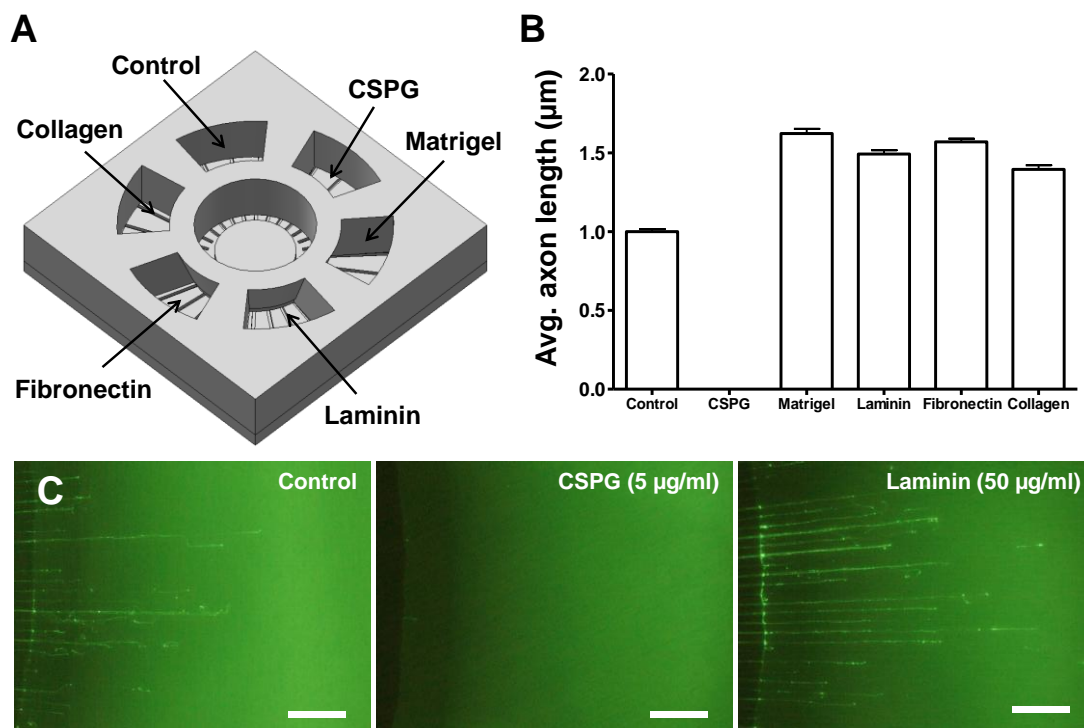 A
Control
CSPG
Collagen
Matrigel
Fibronectin
Laminin
B
Avg. axon length (µm)
2.0
1.5
1.0
0.5
0.0
Control CSPG Matrigel Laminin Fibronectin Collagen
C
Control
CSPG (5 µg/ml)
Laminin (50 µg/ml)